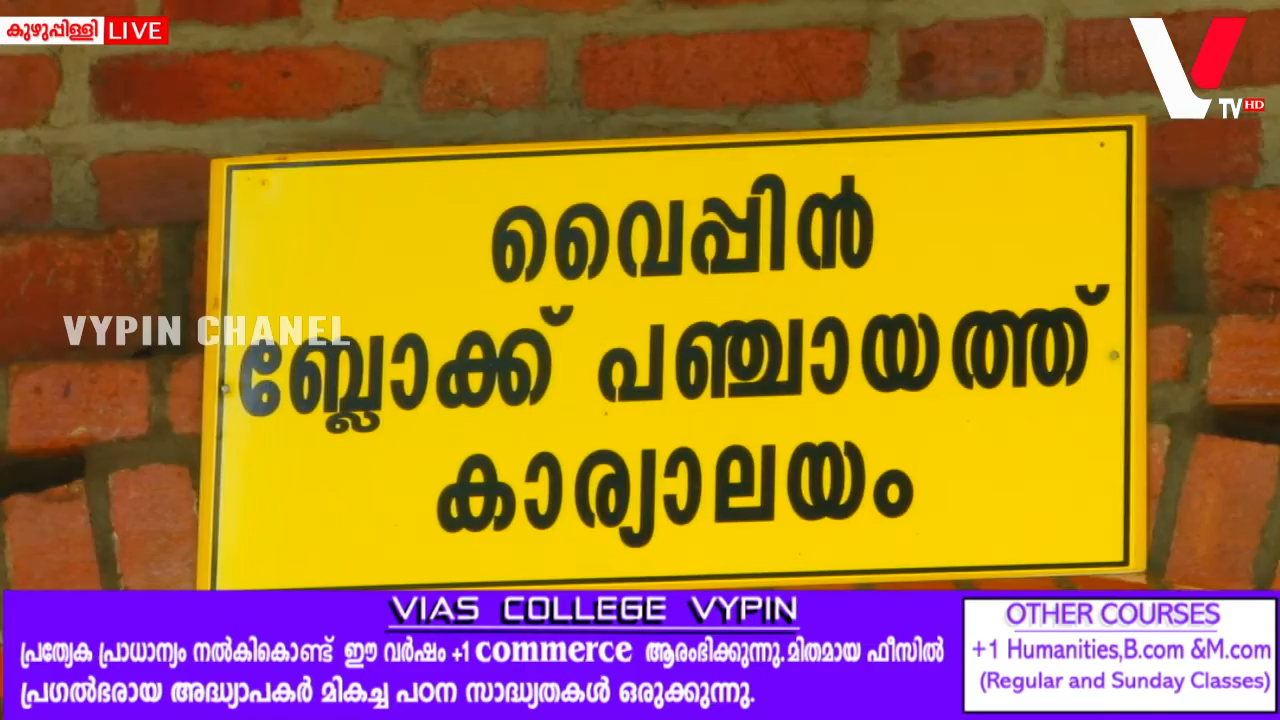 കുഴുപ്പിള്ളി LIVE
V TV HD
വൈപ്പിൻ
VYPIN CHANEL
ബ്ലോക്ക് പഞ്ചായത്ത്
കാര്യാലയം
VIAS COLLEGE VYPIN
പ്രത്യേക പ്രാധാന്യം നൽകികൊണ്ട് ഈ വർഷം +1 commerce ആരംഭിക്കുന്നു.മിതമായ ഫീസിൽ
പ്രഗൽഭരായ അദ്ധ്യാപകർ മികച്ച പഠന സാദ്ധ്യതകൾ ഒരുക്കുന്നു.
OTHER COURSES
+1 Humanities,B.com &M.com
(Regular and Sunday Classes)